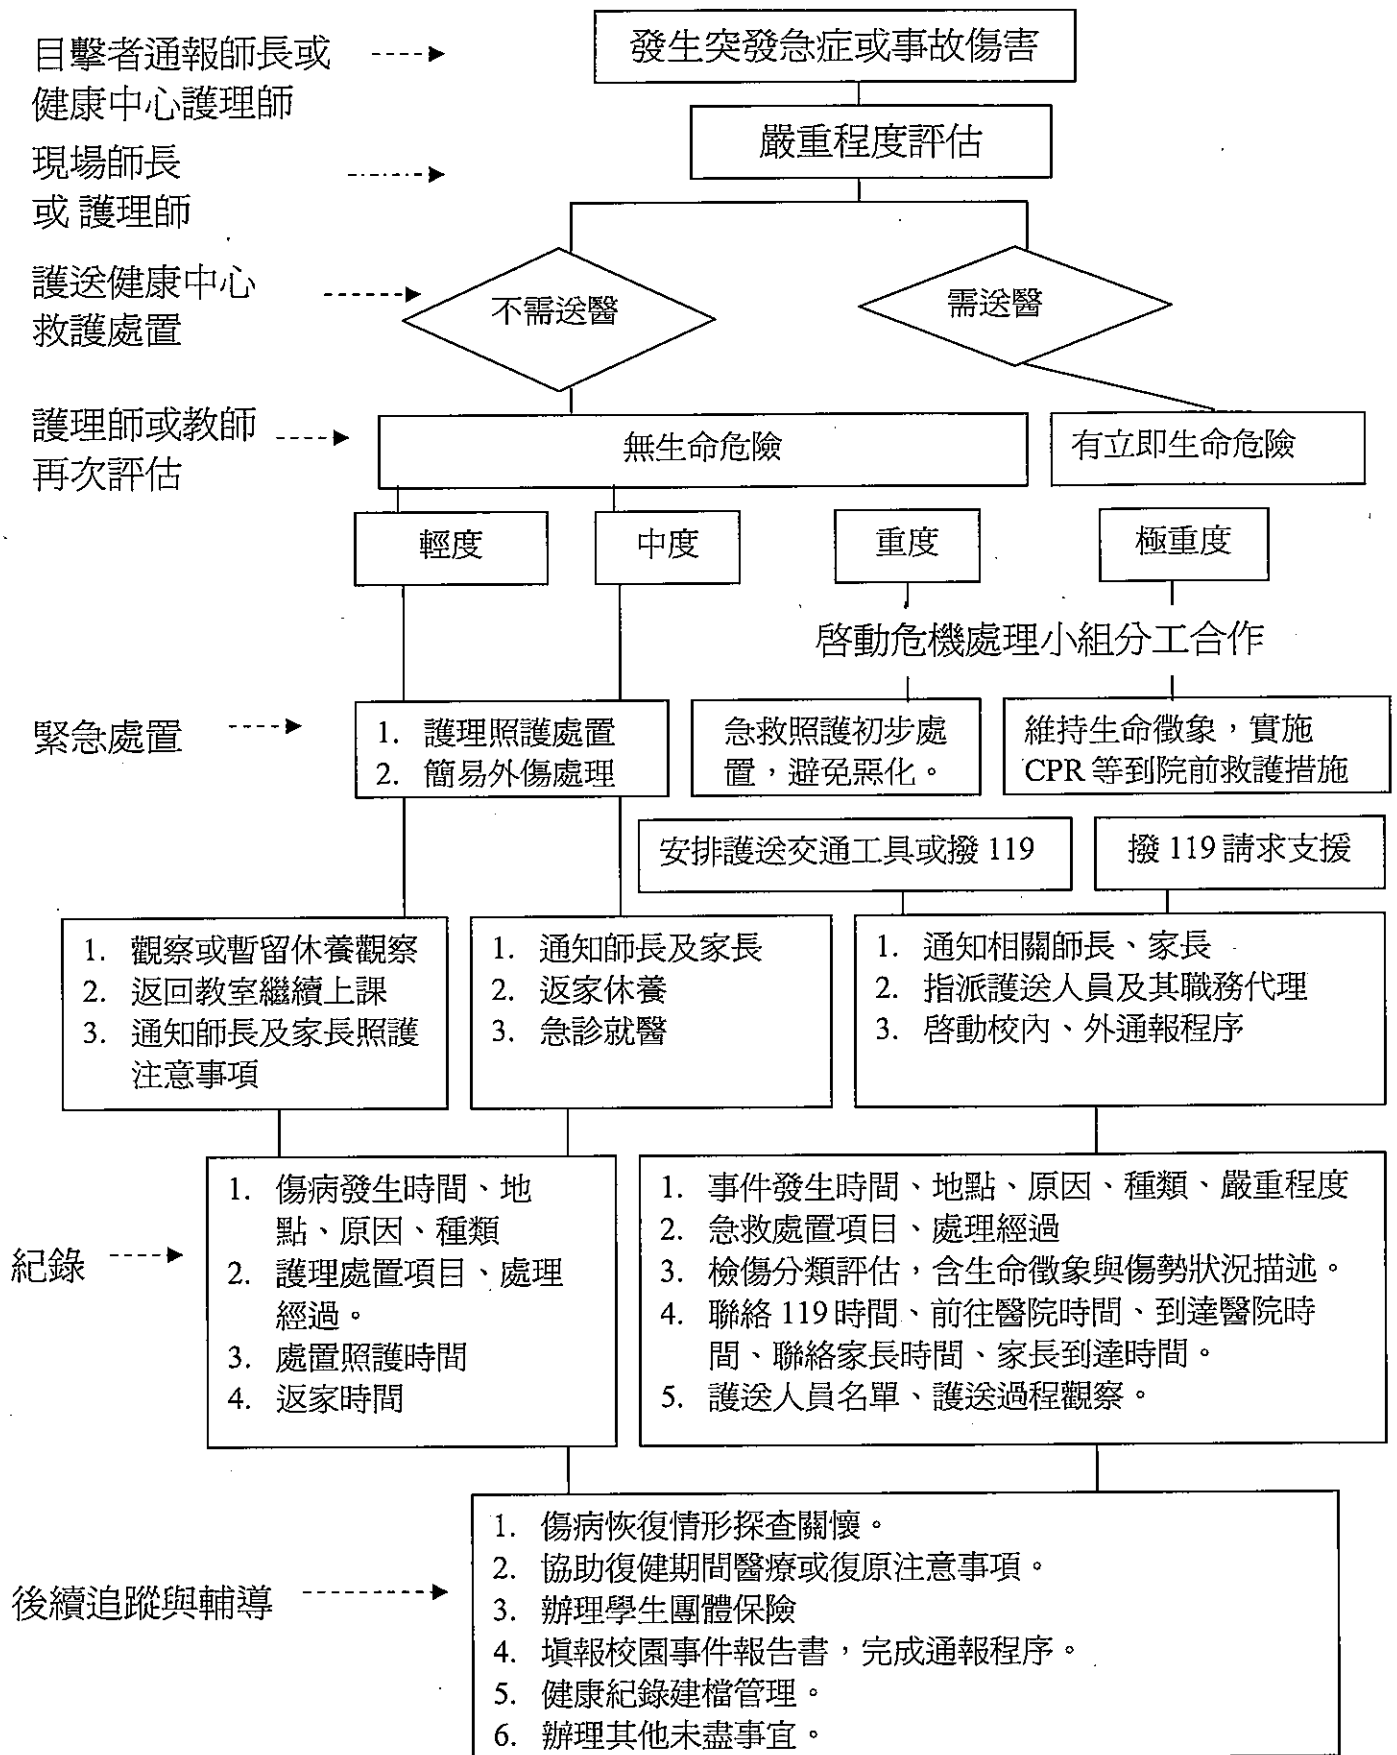 目擊者通報師長或
健康中心護理師
發生突發急症或事故傷害
現場師長
或 護理師
嚴重程度評估
護送健康中心
救護處置
不需送醫
需送醫
護理師或教師
再次評估
無生命危險
有立即生命危險
輕度
中度
重度
極重度
啓動危機處理小組分工合作
緊急處置
1. 護理照護處置
2. 簡易外傷處理
急救照護初步處
置，避免惡化。
維持生命徵象，實施
CPR 等到院前救護措施
安排護送交通工具或撥 119
撥 119 請求支援
1. 觀察或暫留休養觀察
2. 返回教室繼續上課
3. 通知師長及家長照護
注意事項
1. 通知師長及家長
2. 返家休養
3. 急診就醫
1. 通知相關師長、家長
2. 指派護送人員及其職務代理
3. 啓動校內、外通報程序
紀錄
1. 傷病發生時間、地
點、原因、種類
2. 護理處置項目、處理
經過。
3. 處置照護時間
4. 返家時間
1. 事件發生時間、地點、原因、種類、嚴重程度
2. 急救處置項目、處理經過
3. 檢傷分類評估，含生命徵象與傷勢狀況描述。
4. 聯絡 119 時間、前往醫院時間、到達醫院時
間、聯絡家長時間、家長到達時間。
5. 護送人員名單、護送過程觀察。
後續追蹤與輔導
1. 傷病恢復情形探查關懷。
2. 協助復健期間醫療或復原注意事項。
3. 辦理學生團體保險
4. 填報校園事件報告書，完成通報程序。
5. 健康紀錄建檔管理。
6. 辦理其他未盡事宜。